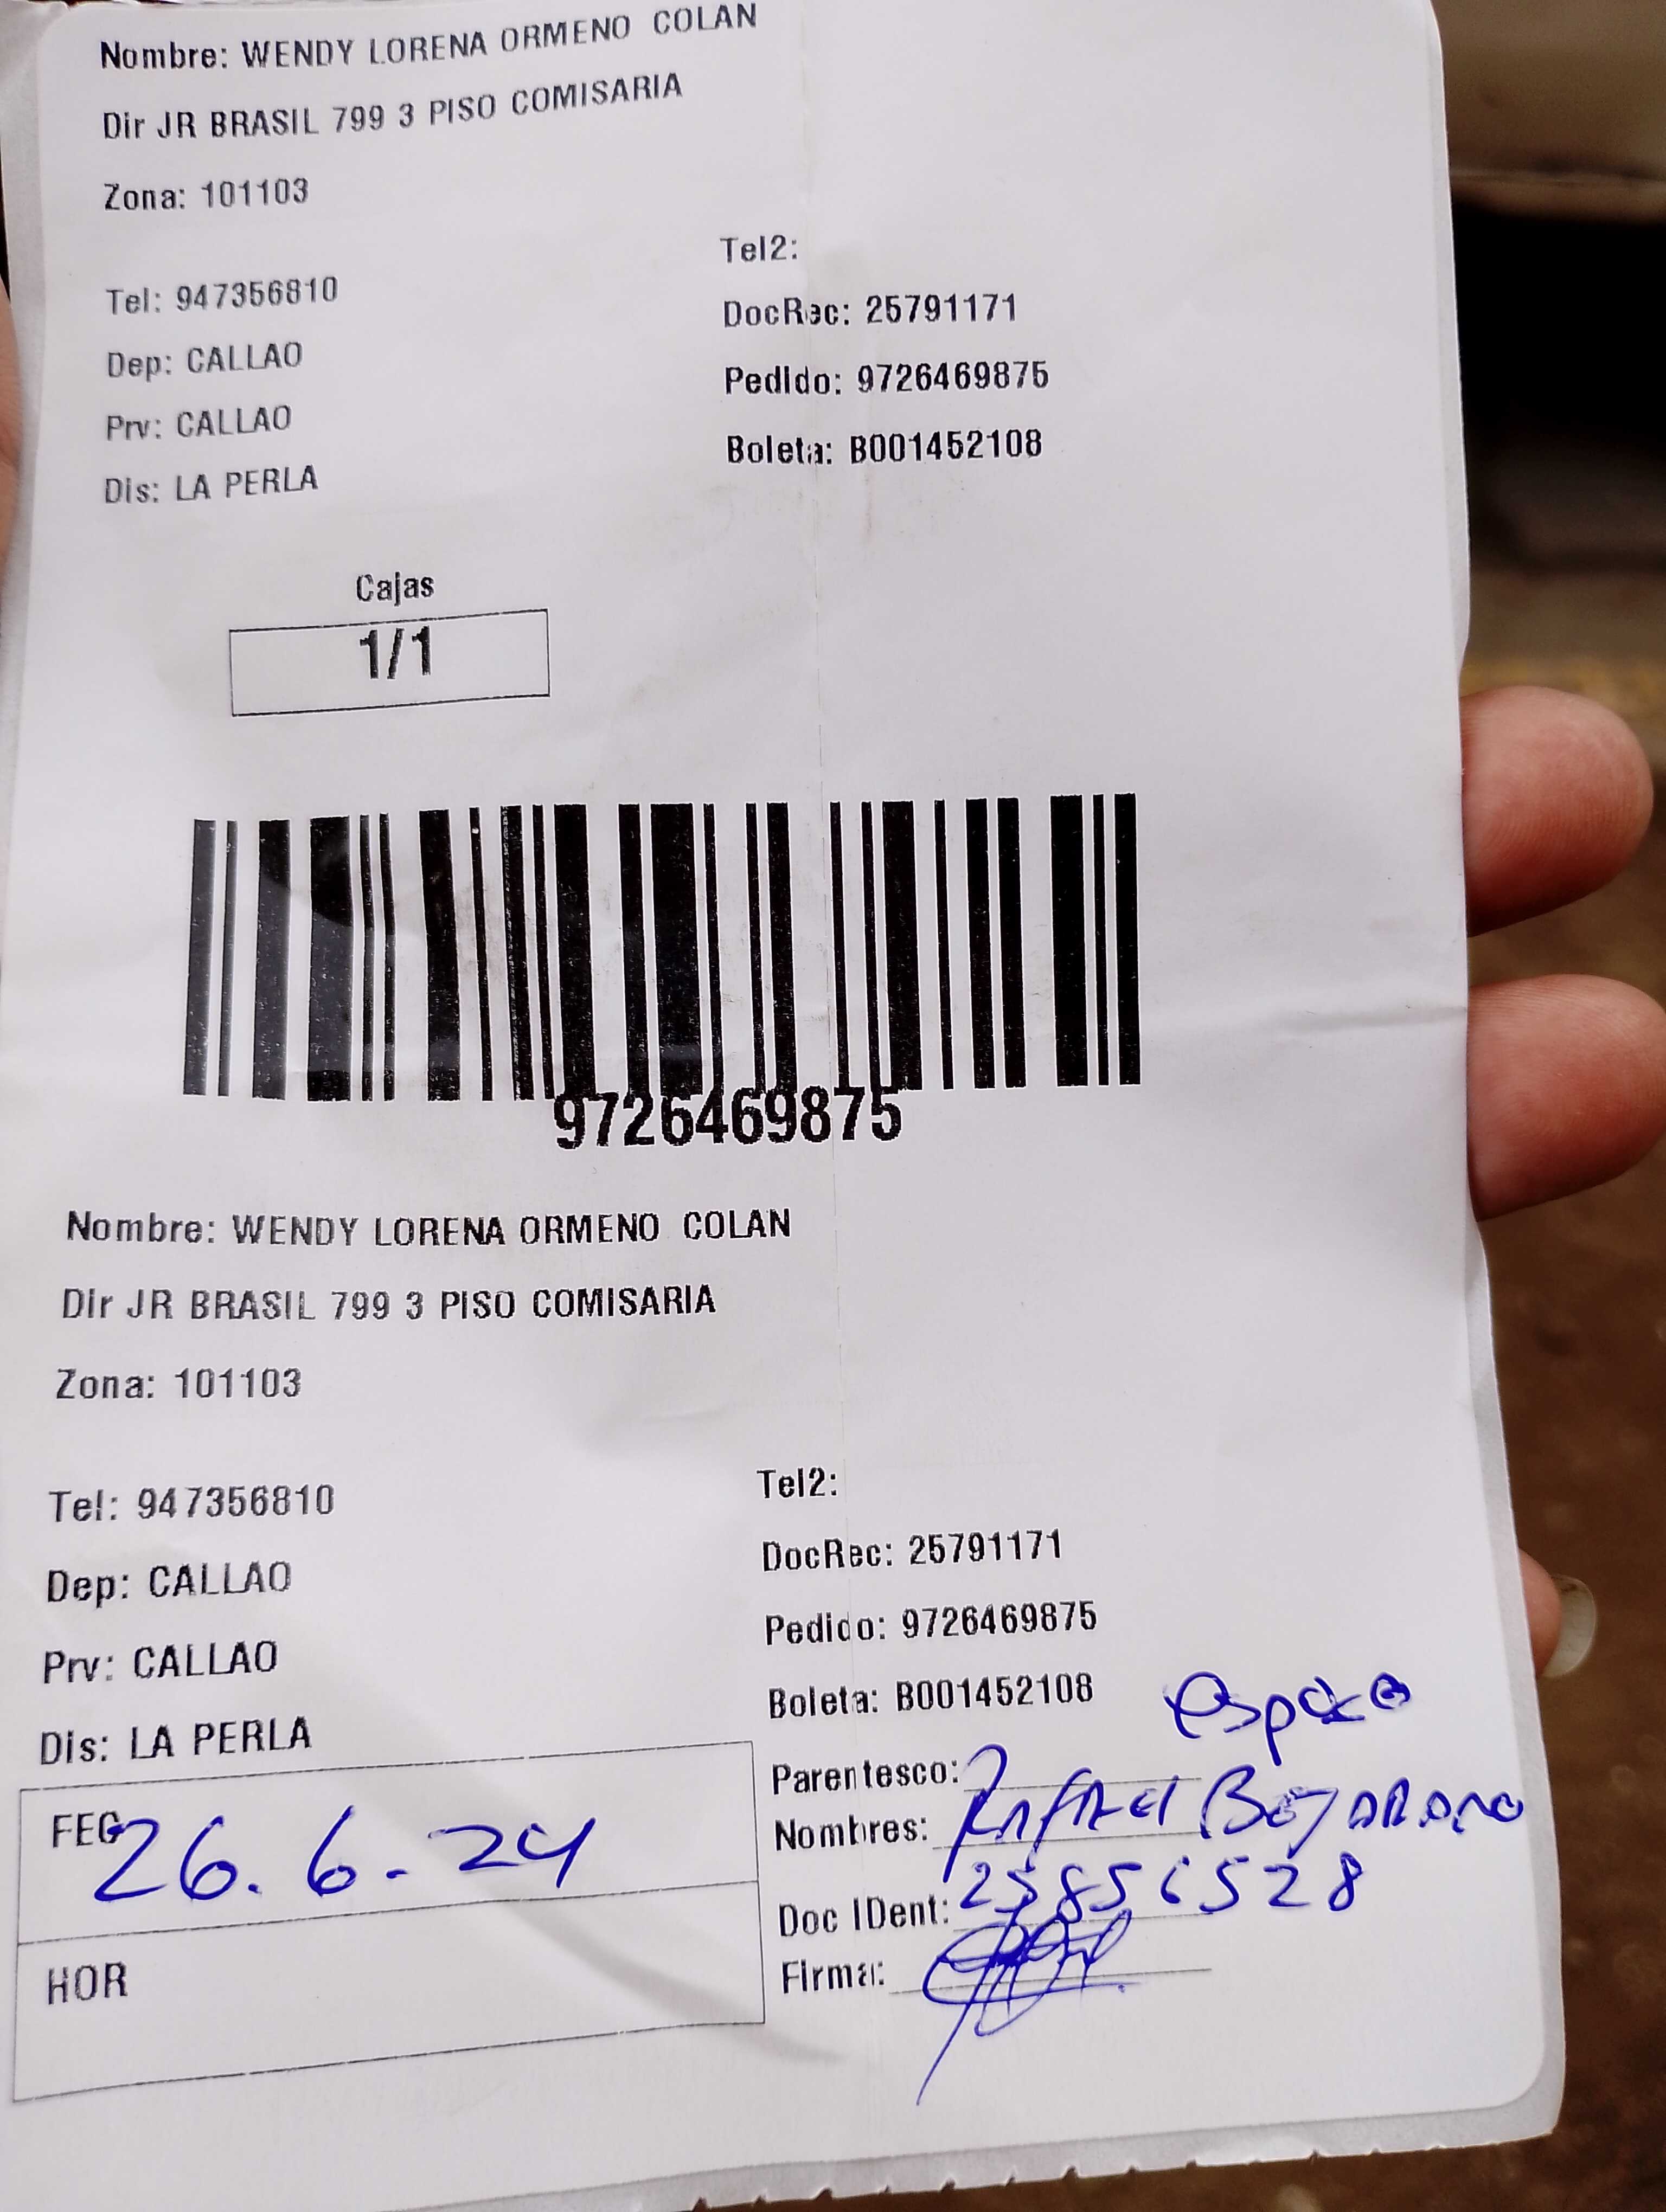 Nombre: WENDY LORENA ORMENO COLAN
Dir JR BRASIL 799 3 PISO COMISARIA
Zona: 101103
Tel2:
Tel: 947356810
DocRec: 25791171
Dep: CALLAO
Pedido: 9726469875
Prv: CALLAO
Boleta: B001452108
Dis: LA PERLA
Cajas
1/1
9726469875
Nombre: WENDY LORENA ORMENO COLAN
Dir JR BRASIL 799 3 PISO COMISARIA
Zona: 101103
Tel2:
Tel: 947356810
DocRec: 25791171
Dep: CALLAO
Pedido: 9726469875
Prv: CALLAO
Boleta: B001452108
Dis: LA PERLA
Parentesco:
FEC 26.6-24
Nombres: Rafael Bejarano
Doc IDent: 25856528
HOR
Firma: